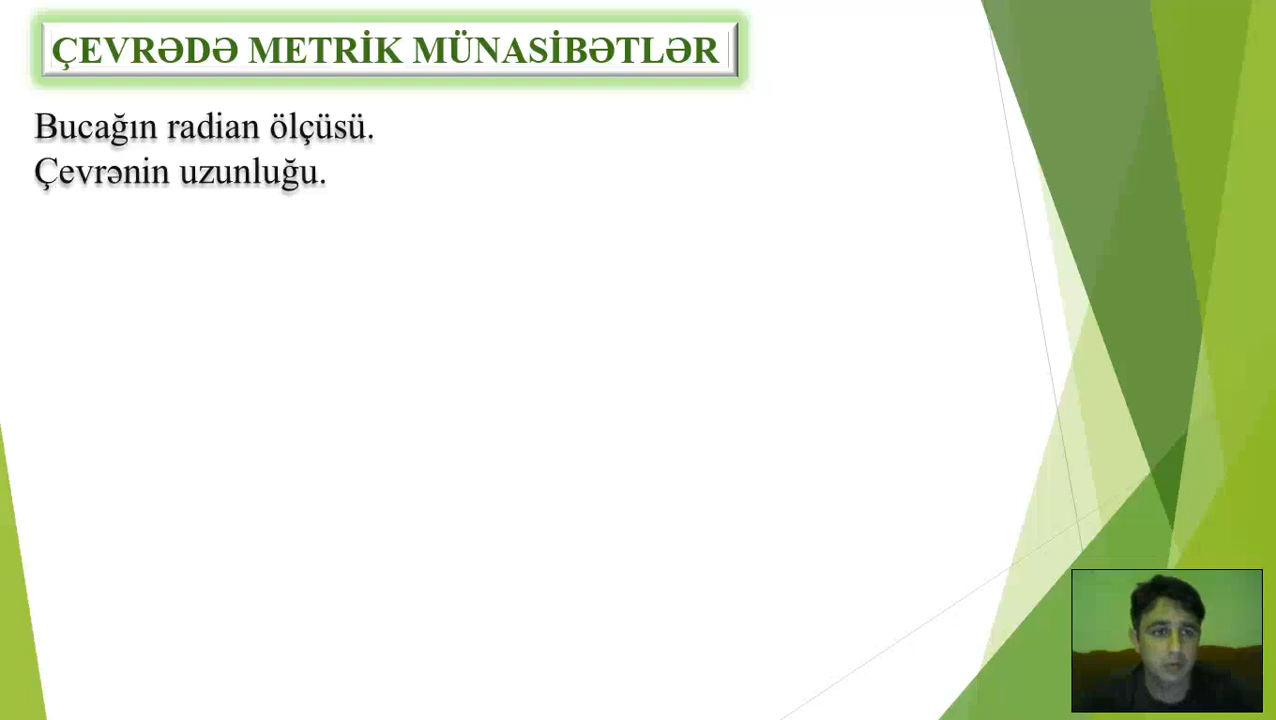 ÇEVRƏDƏ METRİK MÜNASİBƏTLƏR
Bucağın radian ölçüsü.
Çevrənin uzunluğu.